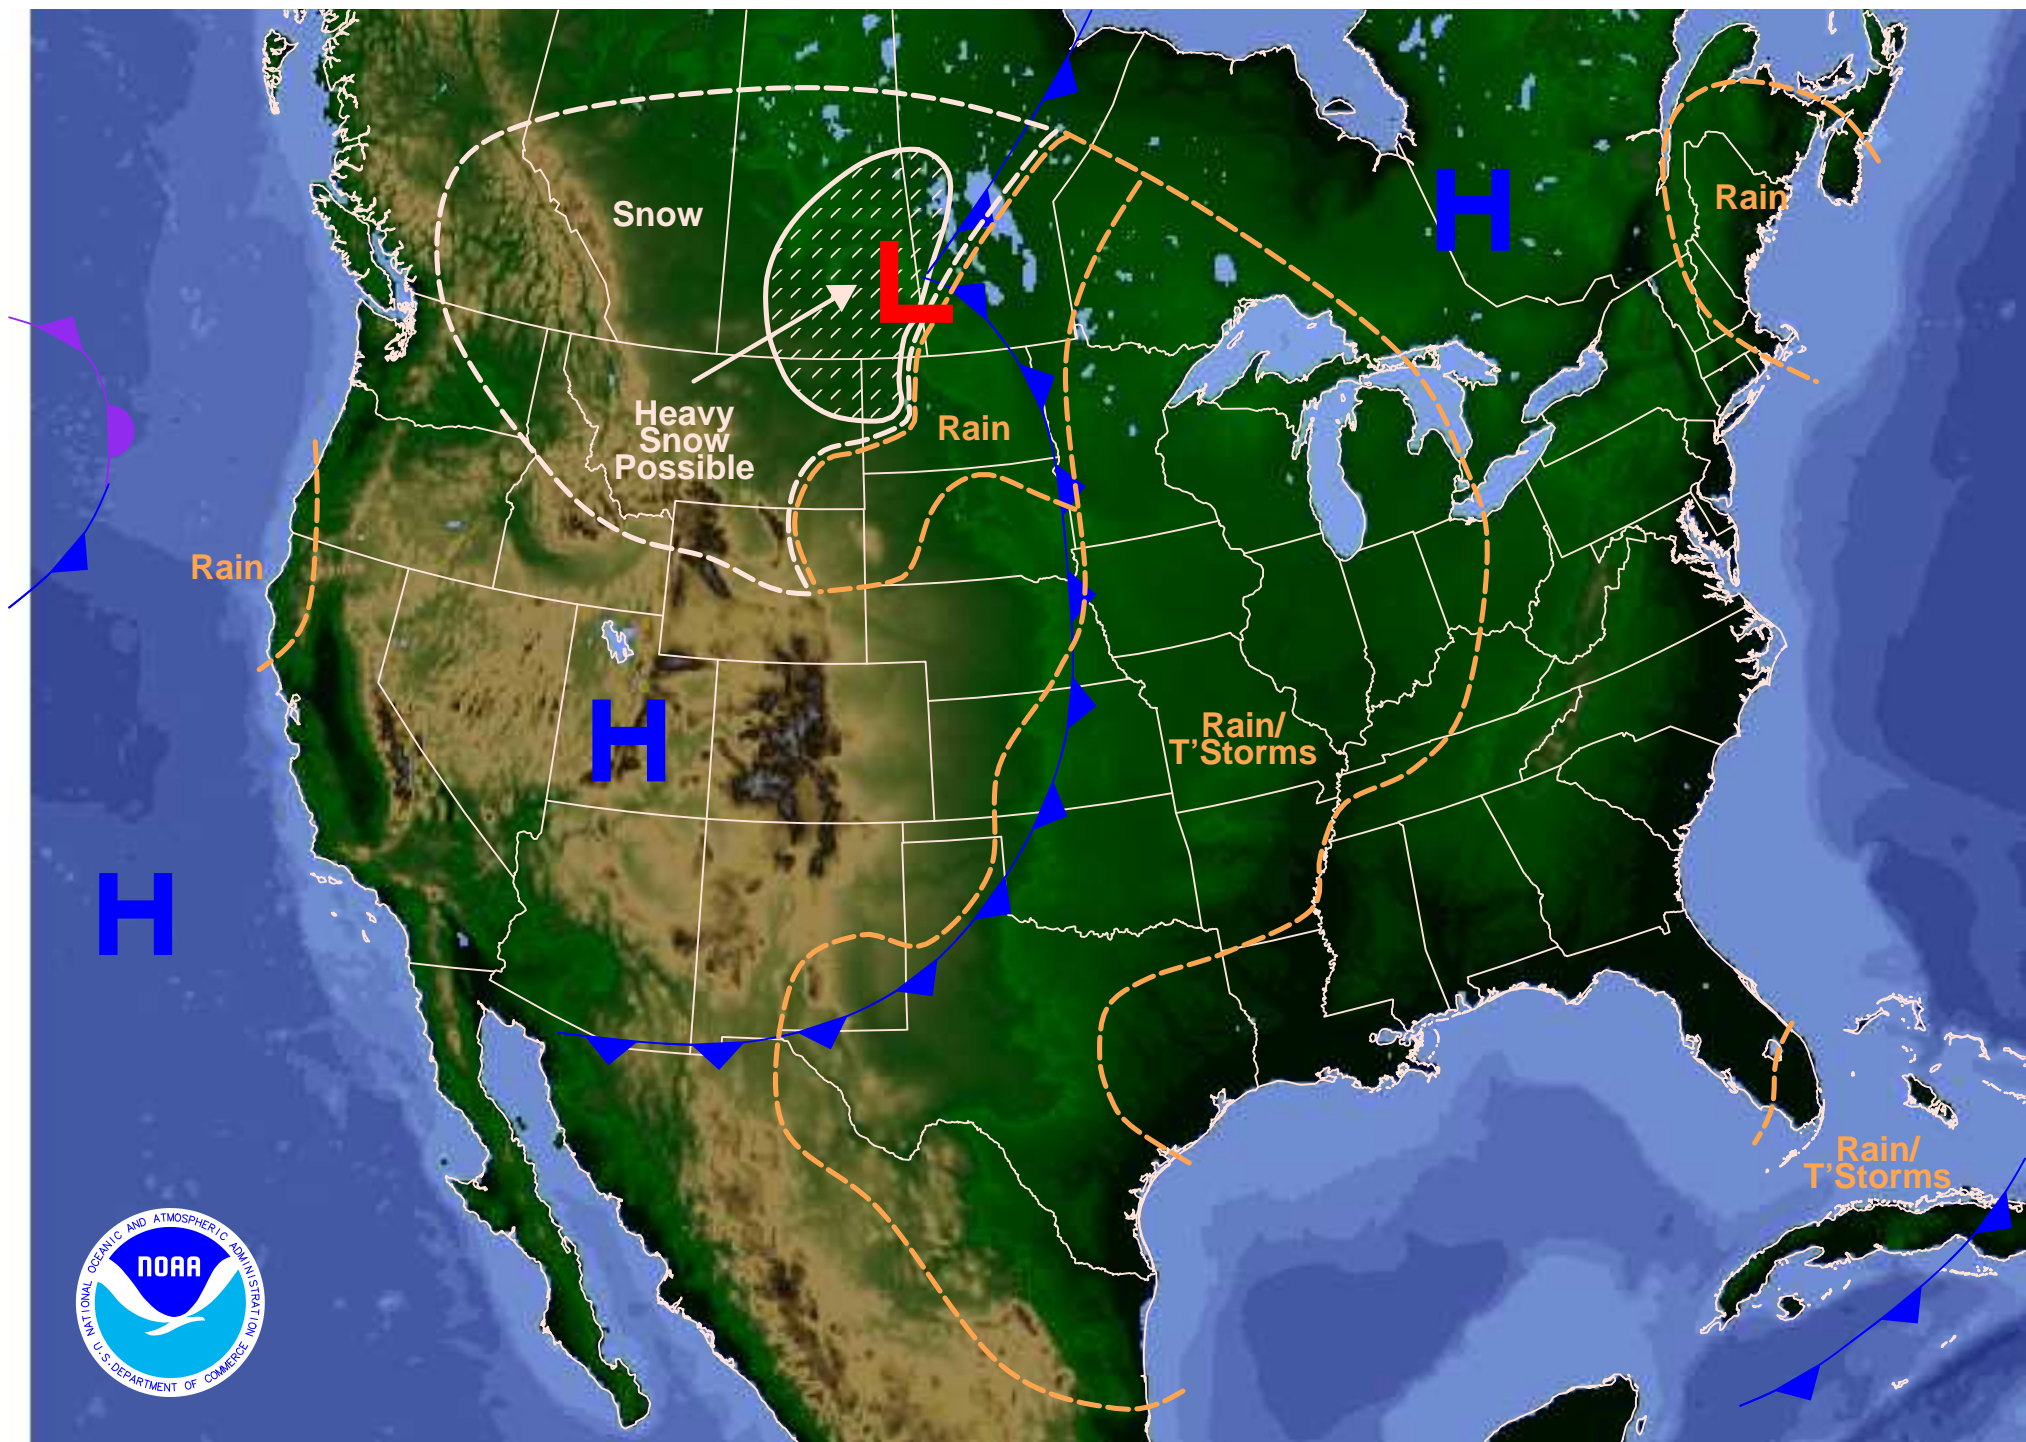 H
Rain
Snow
L
Heavy
Snow
Possible
Rain
Rain
H
Rain/
T'Storms
H
Rain/
T'Storms
NOAA
NATIONAL OCEANIC AND ATMOSPHERIC ADMINISTRATION
U.S. DEPARTMENT OF COMMERCE